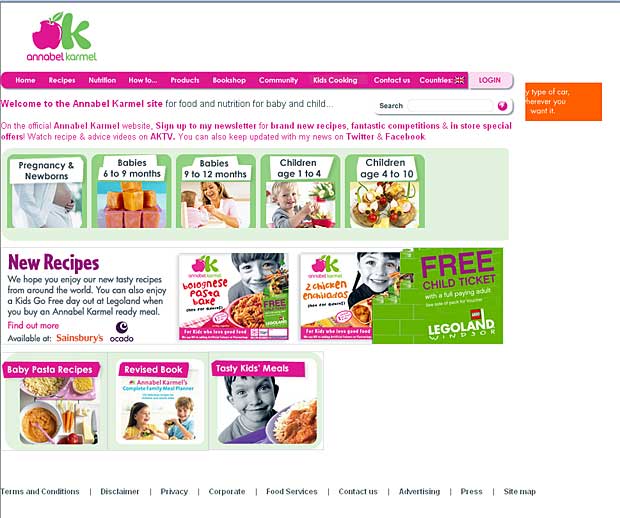 annabel karmel
Home Recipes Nutrition How to... Products Bookshop Community Kids Cooking Contact us Countries: LOGIN
y type of car,
herever you
want it.
Welcome to the Annabel Karmel site for food and nutrition for baby and child...
Search
On the official Annabel Karmel website, Sign up to my newsletter for brand new recipes, fantastic competitions & in store special
offers! Watch recipe & advice videos on AKTV. You can also keep updated with my news on Twitter & Facebook.
Pregnancy &
Newborns
Babies
6 to 9 months
Babies
9 to 12 months
Children
age 1 to 4
Children
age 4 to 10
New Recipes
We hope you enjoy our new tasty recipes
from around the world. You can also enjoy
a Kids Go Free day out at Legoland when
you buy an Annabel Karmel ready meal.
Find out more
Available at: Sainsbury's ocado
annabel karmel
bolognese
pasta
bake
For Kids who love good food
FREE
annabel karmel
2 chicken
enchiladas
For Kids who love good food
FREE
CHILD TICKET
with a full paying adult
See side of pack for Voucher
LEGOLAND
WINDSOR
Baby Pasta Recipes
Revised Book
Annabel Karmel's
Complete Family Meal Planner
Tasty Kids' Meals
Terms and Conditions | Disclaimer | Privacy | Corporate | Food Services | Contact us | Advertising | Press | Site map